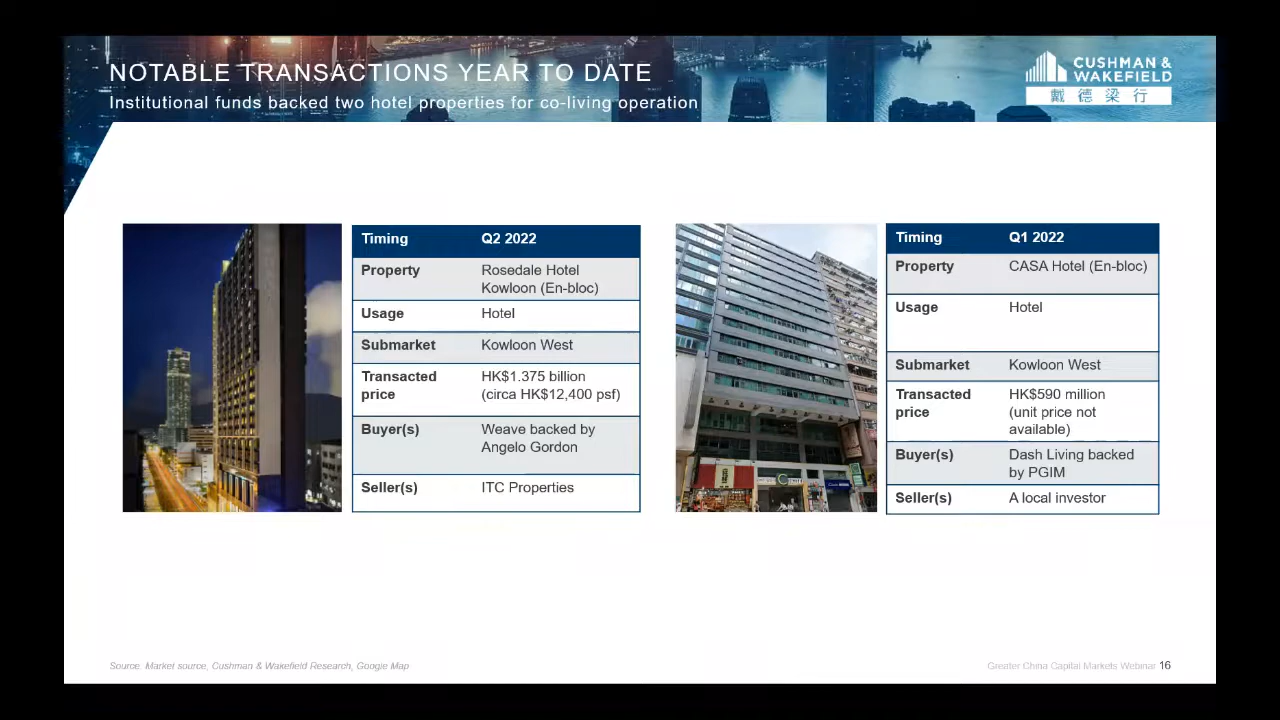 NOTABLE TRANSACTIONS YEAR TO DATE
Institutional funds backed two hotel properties for co-living operation
CUSHMAN &
WAKEFIELD
戴德梁行
Timing Q2 2022
Property Rosedale Hotel
Kowloon (En-bloc)
Usage Hotel
Submarket Kowloon West
Transacted HK$1.375 billion
price (circa HK$12,400 psf)
Buyer(s) Weave backed by
Angelo Gordon
Seller(s) ITC Properties
Timing Q1 2022
Property CASA Hotel (En-bloc)
Usage Hotel
Submarket Kowloon West
Transacted HK$590 million
price (unit price not
available)
Buyer(s) Dash Living backed
by PGIM
Seller(s) A local investor
Source: Market source, Cushman & Wakefield Research, Google Map
Greater China Capital Markets Webinar 16